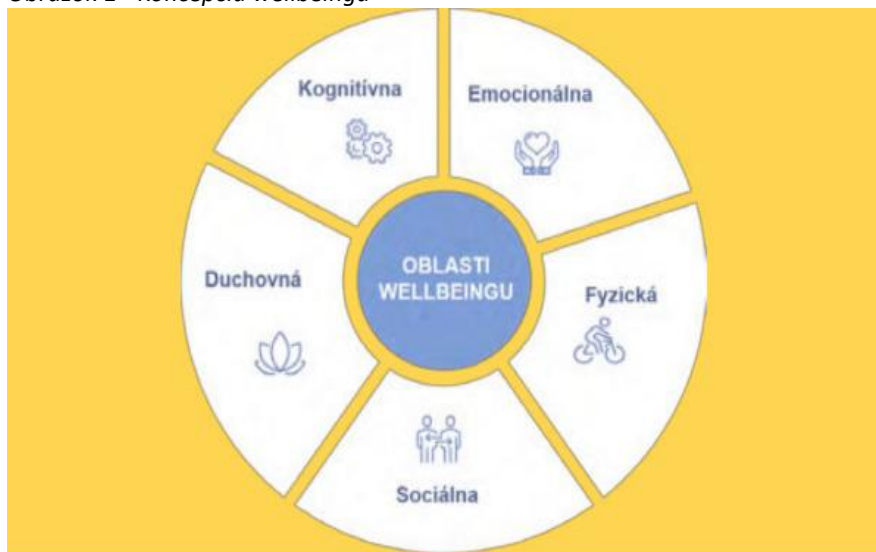 Kognitívna
Emocionálna
Duchovná
OBLASTI
WELLBEINGU
Fyzická
Sociálna